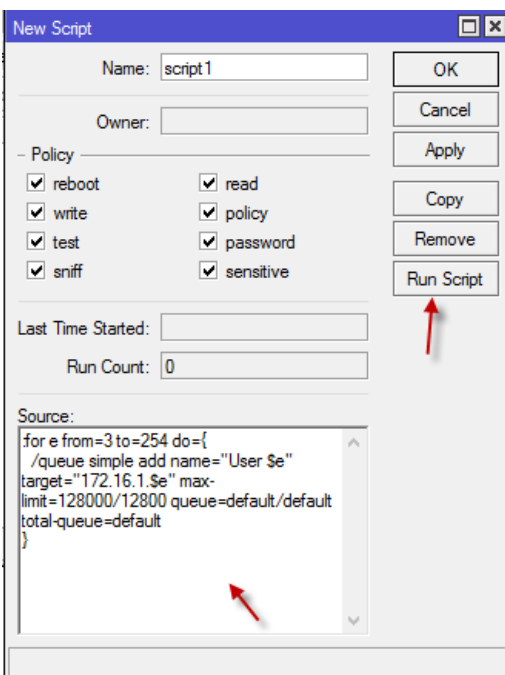 New Script
Name: script1
OK
Owner:
Cancel
Policy
Apply
reboot
read
write
policy
Copy
test
password
Remove
sniff
sensitive
Run Script
Last Time Started:
Run Count: 0
Source:
:for e from=3 to=254 do={
/queue simple add name="User $e"
target="172.16.1.$e" max-
limit=128000/12800 queue=default/default
total-queue=default
}